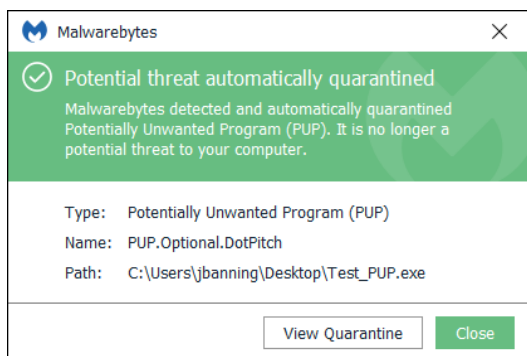 Malwarebytes
Potential threat automatically quarantined
Malwarebytes detected and automatically quarantined
Potentially Unwanted Program (PUP). It is no longer a
potential threat to your computer.
Type: Potentially Unwanted Program (PUP)
Name: PUP.Optional.DotPitch
Path: C:\Users\jbanning\Desktop\Test_PUP.exe
View Quarantine
Close